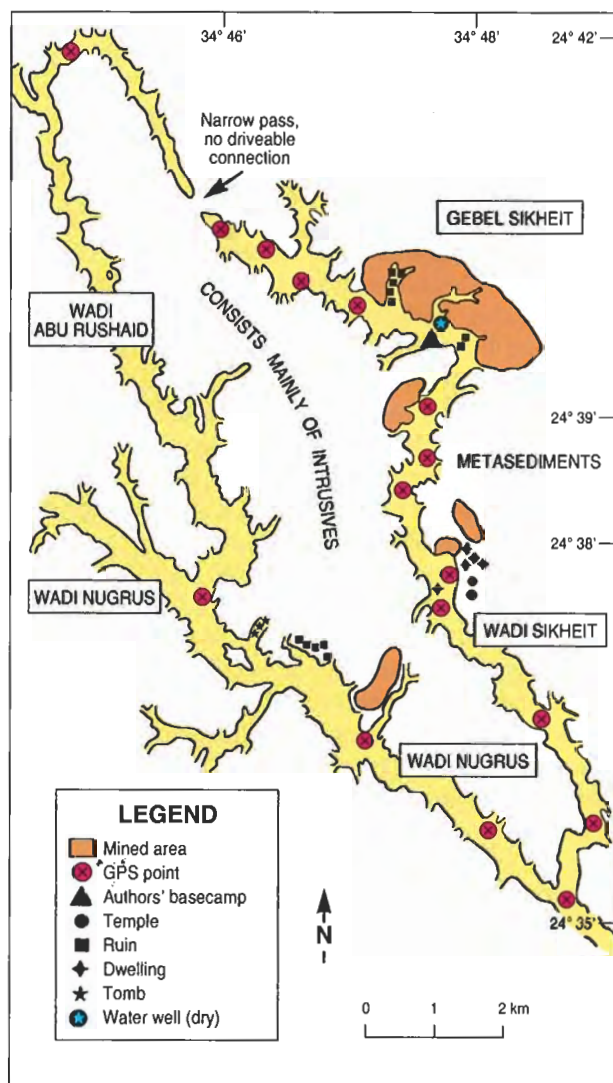 34° 46'
34° 48'
24° 42'
Narrow pass,
no driveable
connection
GEBEL SIKHEIT
WADI
ABU RUSHAID
CONSISTS MAINLY OF INTRUSIVES
24° 39'
METASEDIMENTS
24° 38'
WADI NUGRUS
WADI SIKHEIT
WADI NUGRUS
LEGEND
Mined area
GPS point
Authors' basecamp
Temple
Ruin
Dwelling
Tomb
Water well (dry)
N
24° 35'
0 1 2 km